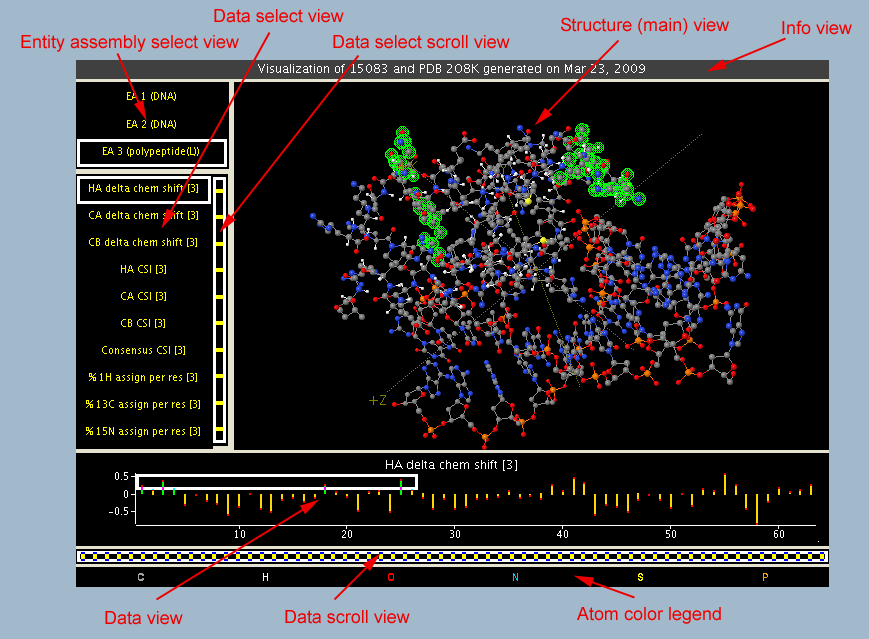 Data select view
Structure (main) view
Info view
Entity assembly select view
Data select scroll view
Visualization of 15083 and PDB 2O8K generated on Mar 23, 2009
EA 1 (DNA)
EA 2 (DNA)
EA 3 (polypeptide(L))
HA delta chem shift [3]
CA delta chem shift [3]
CB delta chem shift [3]
HA CSI [3]
CA CSI [3]
CB CSI [3]
Consensus CSI [3]
%1H assign per res [3]
%13C assign per res [3]
%15N assign per res [3]
+Z
HA delta chem shift [3]
0.5
0
-0.5
10 20 30 40 50 60
C H O N S P
Data view
Data scroll view
Atom color legend